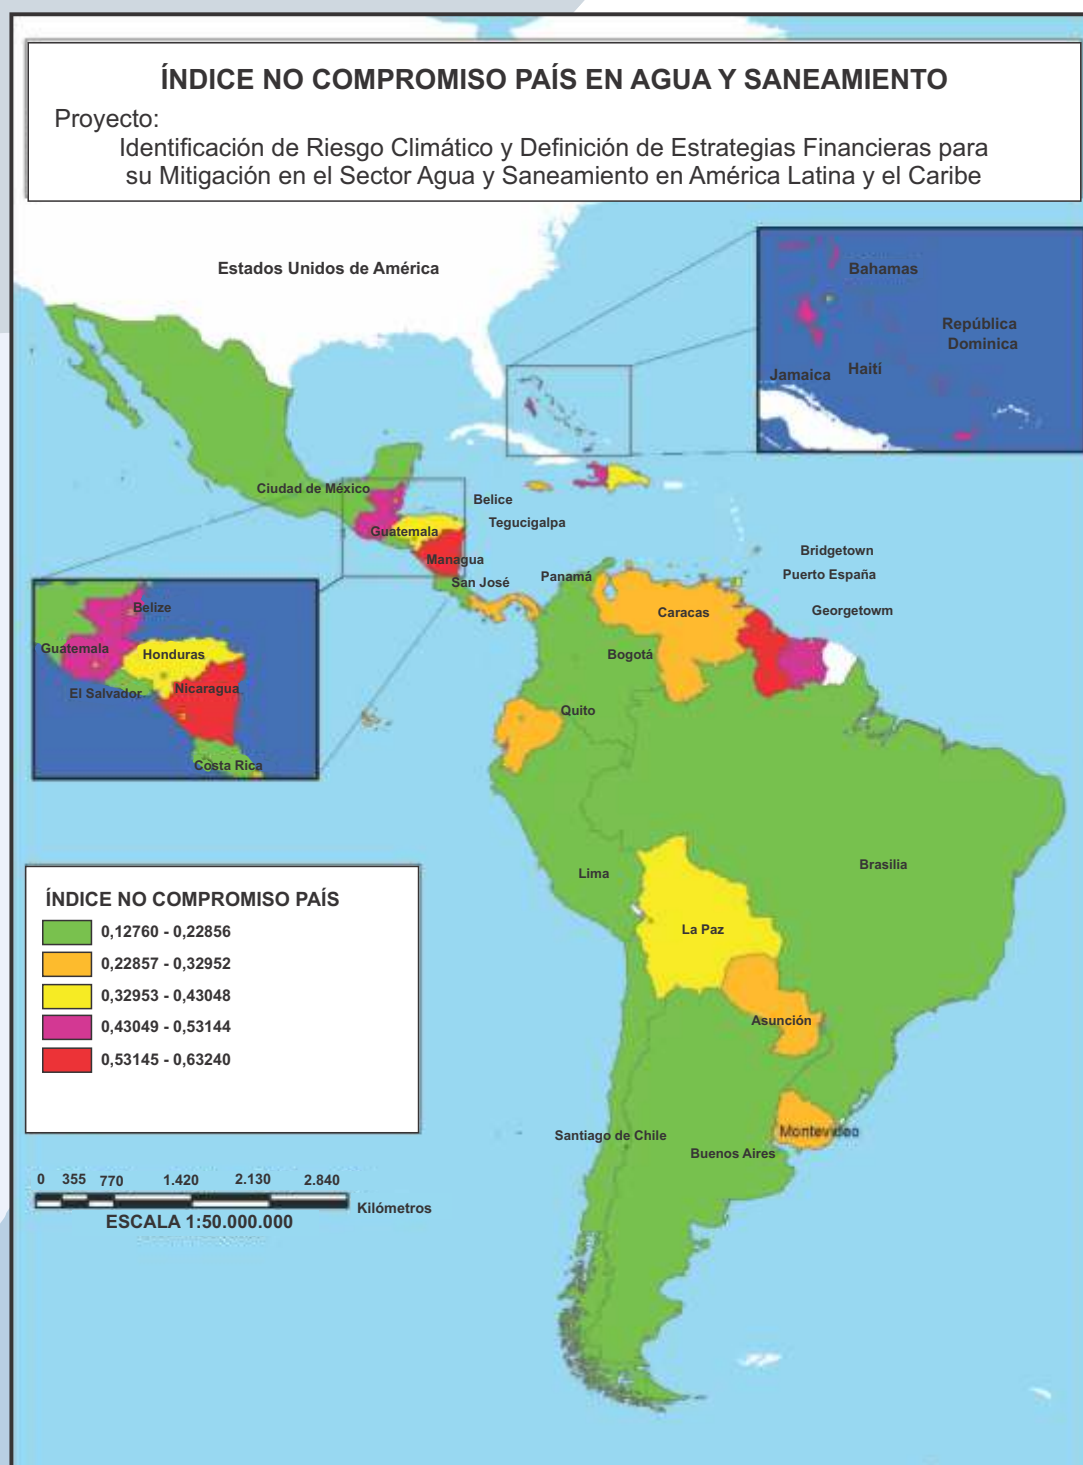 ÍNDICE NO COMPROMISO PAÍS EN AGUA Y SANEAMIENTO
Proyecto:
Identificación de Riesgo Climático y Definición de Estrategias Financieras para
su Mitigación en el Sector Agua y Saneamiento en América Latina y el Caribe
Estados Unidos de América
Bahamas
República
Dominica
Haití
Jamaica
Ciudad de México
Belice
Tegucigalpa
Guatemala
Managua
San José
Panamá
Caracas
Bridgetown
Puerto España
Georgetowm
Bogotá
Quito
Belize
Guatemala
Honduras
El Salvador
Nicaragua
Costa Rica
Lima
Brasilia
La Paz
Asunción
Montevideo
Santiago de Chile
Buenos Aires
ÍNDICE NO COMPROMISO PAÍS
0,12760 - 0,22856
0,22857 - 0,32952
0,32953 - 0,43048
0,43049 - 0,53144
0,53145 - 0,63240
0 355 770 1.420 2.130 2.840
Kilómetros
ESCALA 1:50.000.000